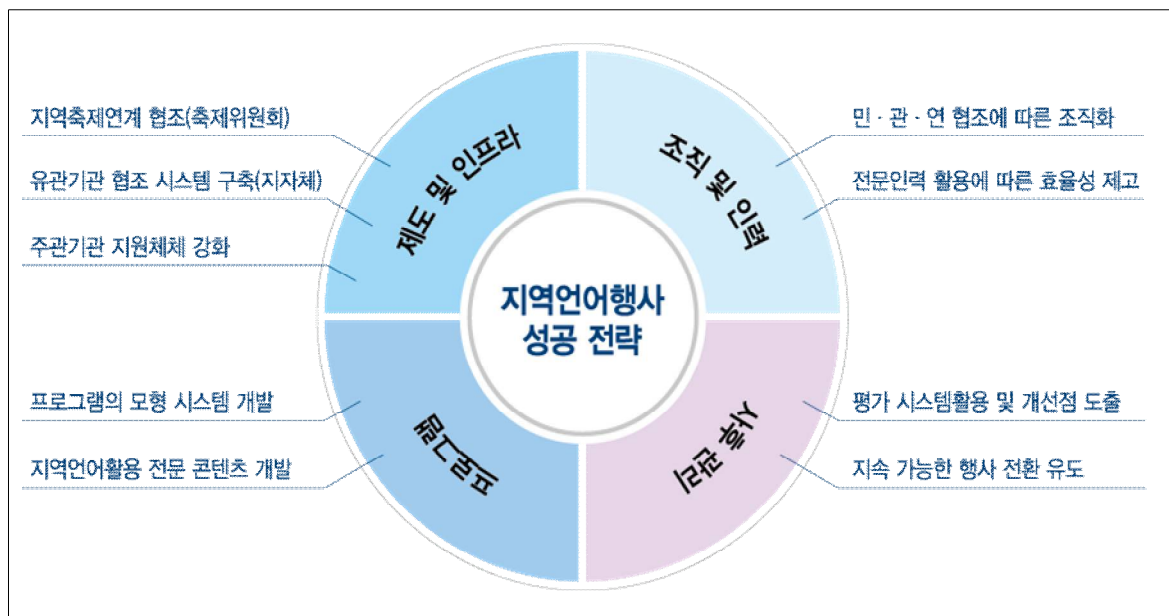 지역축제연계 협조(축제위원회)
유관기관 협조 시스템 구축(지자체)
주관기관 지원체체 강화
제도 및 인프라
민 · 관 · 연 협조에 따른 조직화
전문인력 활용에 따른 효율성 제고
조직 및 인력
지역언어행사
성공 전략
프로그램의 모형 시스템 개발
지역언어활용 전문 콘텐츠 개발
프로그램
평가 시스템활용 및 개선점 도출
지속 가능한 행사 전환 유도
사후 관리